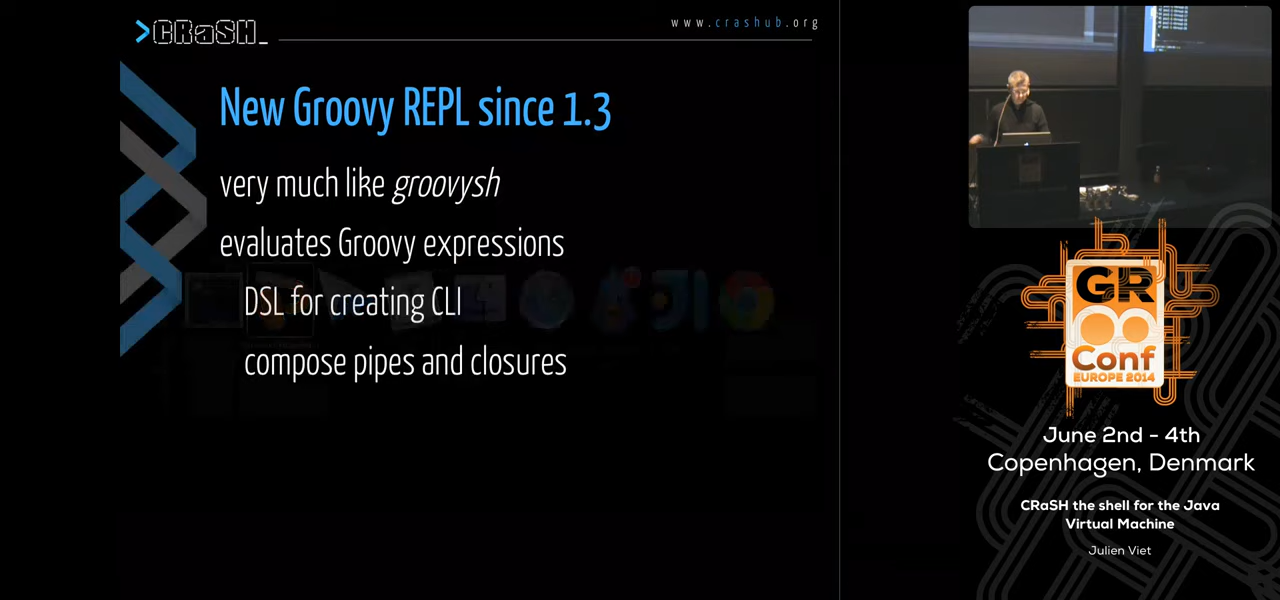 >CRaSH_
www.crashub.org
New Groovy REPL since 1.3
very much like groovysh
evaluates Groovy expressions
DSL for creating CLI
compose pipes and closures
GR
Conf
EUROPE 2014
June 2nd - 4th
Copenhagen, Denmark
CRaSH the shell for the Java
Virtual Machine
Julien Viet